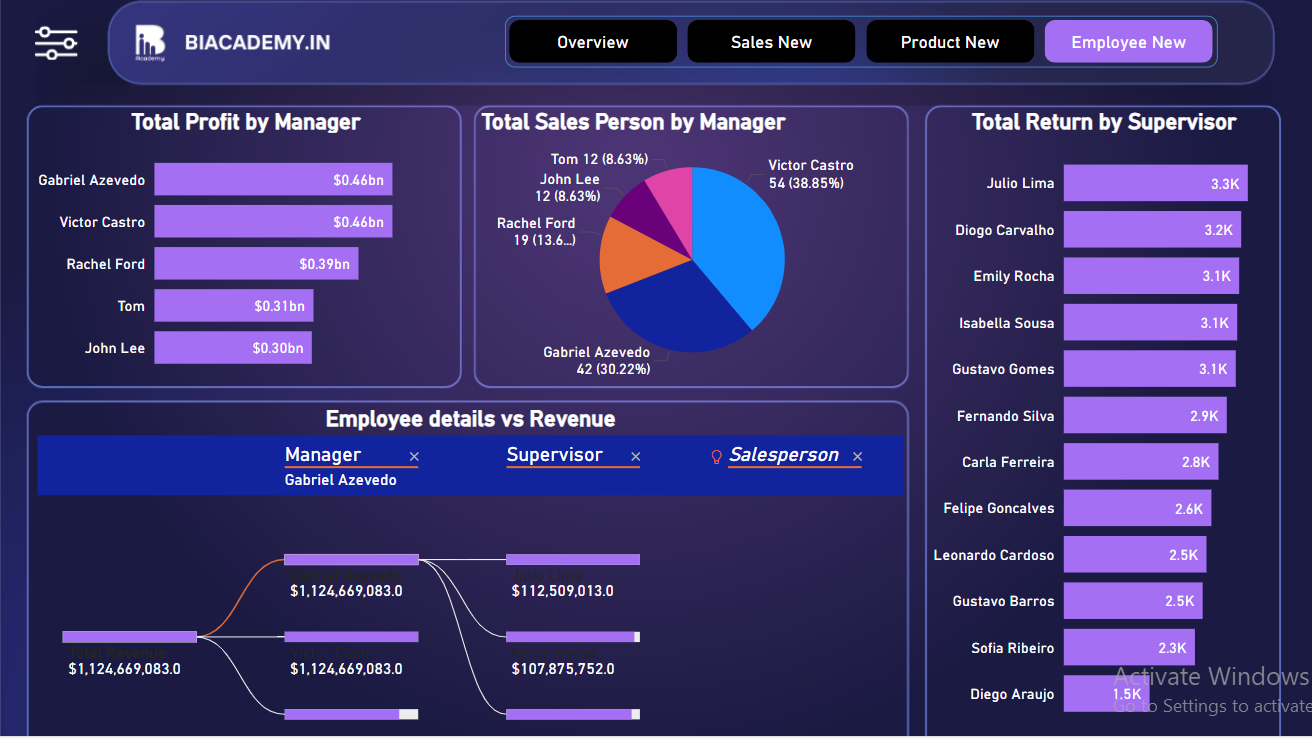 BIACADEMY.IN
Academy
Overview
Sales New
Product New
Employee New
Total Profit by Manager
Gabriel Azevedo
$0.46bn
Victor Castro
$0.46bn
Rachel Ford
$0.39bn
Tom
$0.31bn
John Lee
$0.30bn
Total Sales Person by Manager
Tom 12 (8.63%)
John Lee
12 (8.63%)
Rachel Ford
19 (13.6...)
Victor Castro
54 (38.85%)
Gabriel Azevedo
42 (30.22%)
Total Return by Supervisor
Julio Lima
3.3K
Diogo Carvalho
3.2K
Emily Rocha
3.1K
Isabella Sousa
3.1K
Gustavo Gomes
3.1K
Fernando Silva
2.9K
Carla Ferreira
2.8K
Felipe Goncalves
2.6K
Leonardo Cardoso
2.5K
Gustavo Barros
2.5K
Sofia Ribeiro
2.3K
Diego Araujo
1.5K
Employee details vs Revenue
Manager
Gabriel Azevedo
Supervisor
Salesperson
Total Revenue
$1,124,669,083.0
$1,124,669,083.0
$1,124,669,083.0
$112,509,013.0
$107,875,752.0
Activate Windows
Go to Settings to activate